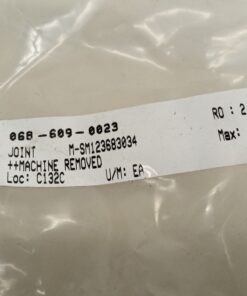 068-609-0023
RO: 2
JOINT M-SM123683034
Max:
++MACHINE REMOVED
Loc: C132C U/M: EA